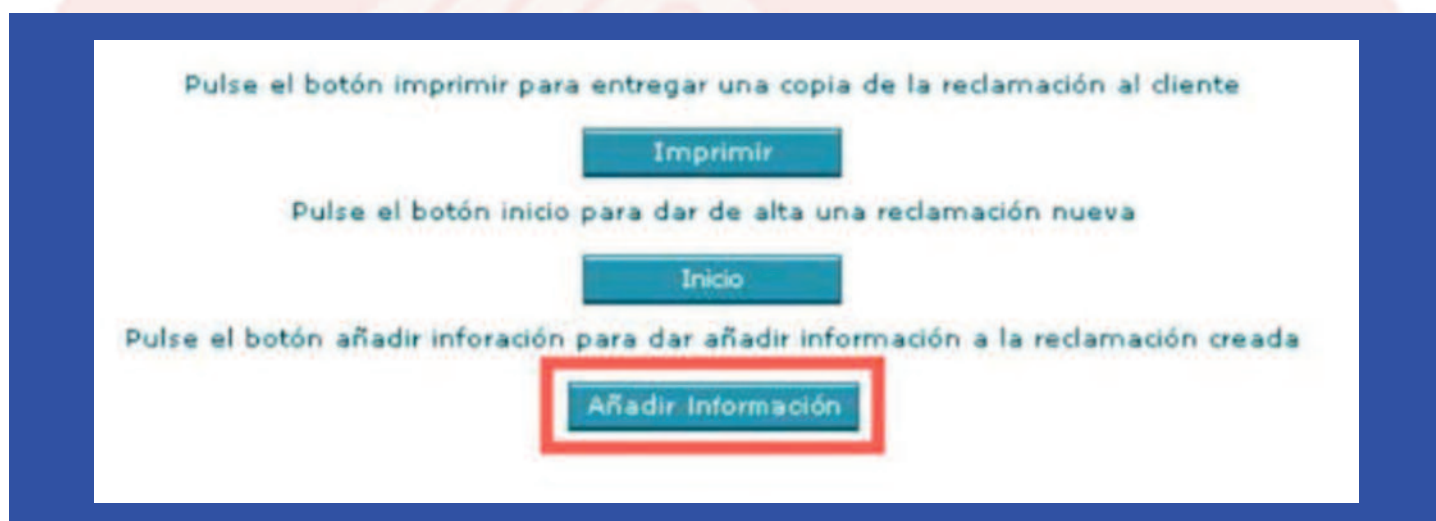 Pulse el botón imprimir para entregar una copia de la reclamación al cliente
Imprimir
Pulse el botón inicio para dar de alta una reclamación nueva
Inicio
Pulse el botón añadir inforación para dar añadir información a la reclamación creada
Añadir Información